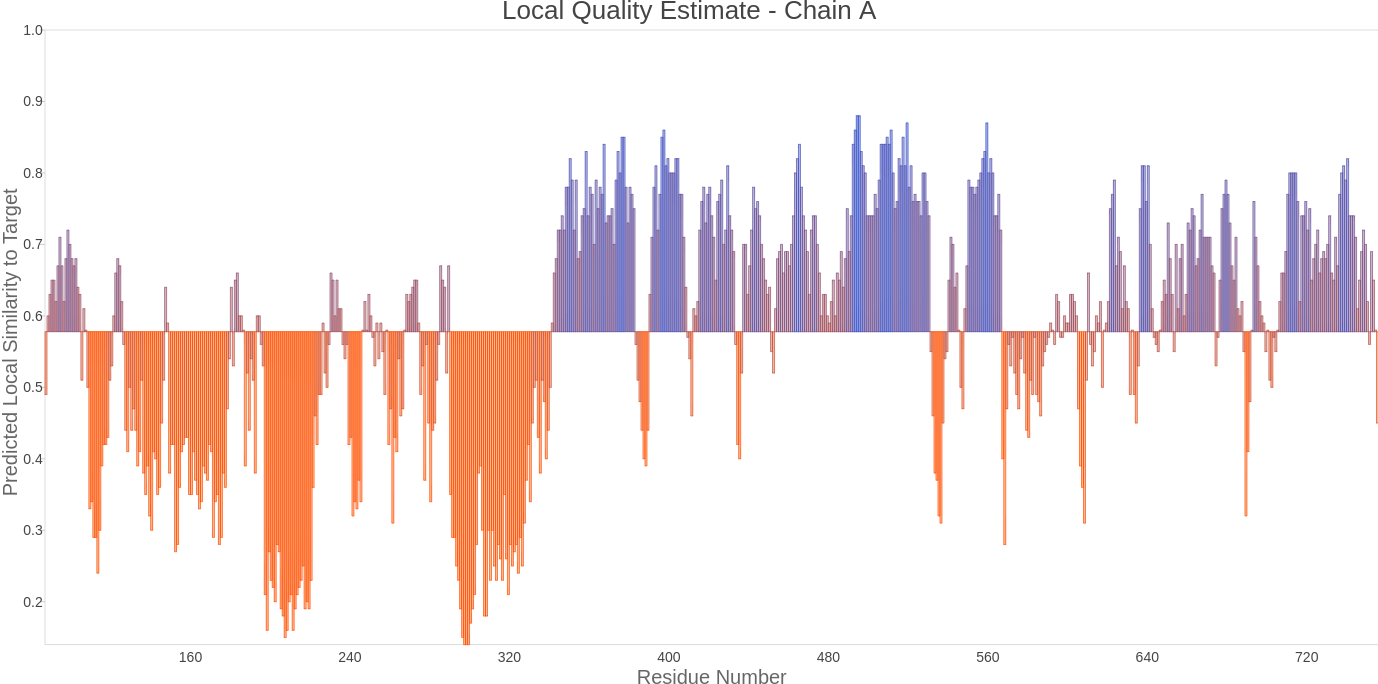 Local Quality Estimate - Chain A
Predicted Local Similarity to Target
1.0
0.9
0.8
0.7
0.6
0.5
0.4
0.3
0.2
160 240 320 400 480 560 640 720
Residue Number